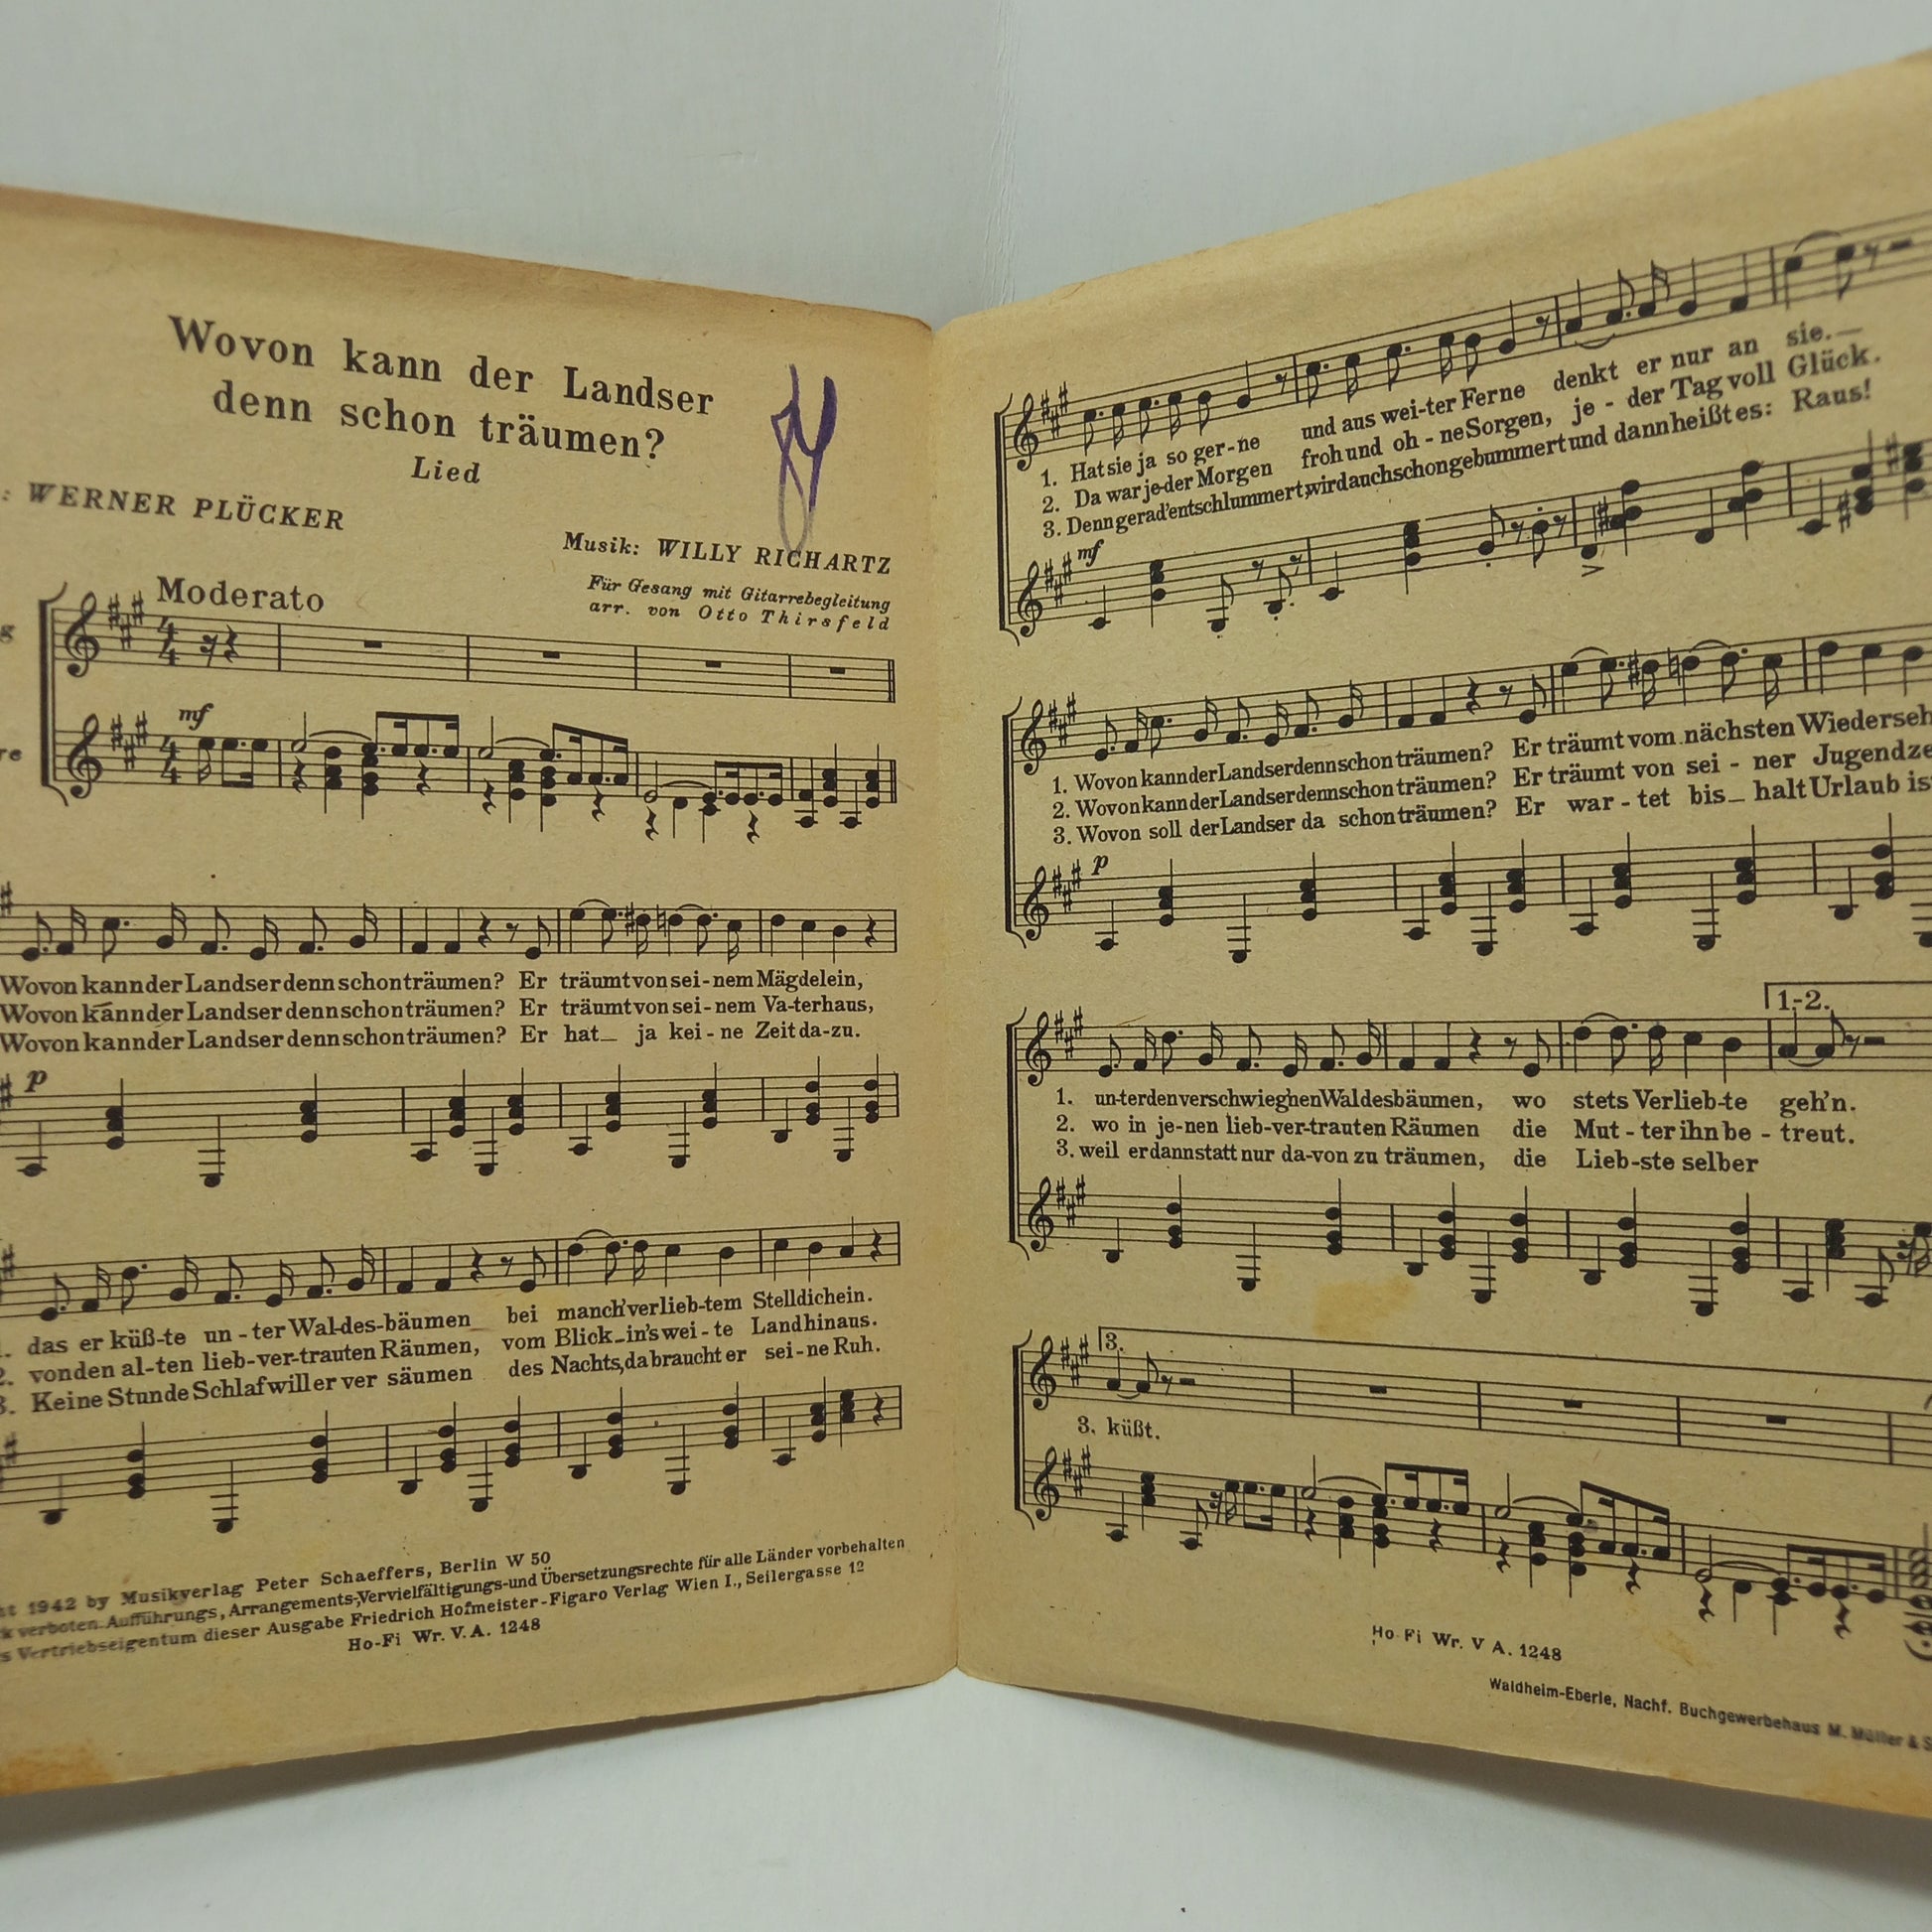 Wovon kann der Landser
denn schon träumen?
Lied
: WERNER PLÜCKER
Musik: WILLY RICHARTZ
Für Gesang mit Gitarrebegleitung
arr. von Otto Thirsfeld
Moderato
mf
Wovon kann der Landser denn schon träumen? Er träumt von sei-nem Mägdelein,
Wovon kann der Landser denn schon träumen? Er träumt von sei-nem Va-terhaus,
Wovon kann der Landser denn schon träumen? Er hat_ ja kei-ne Zeit da-zu.
p
das er küß-te un-ter Wal-des-bäumen bei manch' verlieb-tem Stelldichein.
2. von den al-ten lieb-ver-trauten Räumen, vom Blick_in's wei-te Land hinaus.
3. Keine Stunde Schlaf will er ver säumen des Nachts, da braucht er sei-ne Ruh.
1942 by Musikverlag Peter Schaeffers, Berlin W 50
verboten. Aufführungs, Arrangements-, Vervielfältigungs-und Übersetzungsrechte für alle Länder vorbehalten
Vertriebseigentum dieser Ausgabe Friedrich Hofmeister-Figaro Verlag Wien I., Seilergasse 12
Ho-Fi Wr. V. A. 1248
1. Hat sie ja so ger-ne und aus wei-ter Ferne denkt er nur an sie._
2. Da war je-der Morgen froh und oh-ne Sorgen, je-der Tag voll Glück.
3. Denn gerad' entschlummert, wird auch schon gebummert und dann heißt es: Raus!
mf
1. Wovon kann der Landser denn schon träumen? Er träumt vom nächsten Wiederseh
2. Wovon kann der Landser denn schon träumen? Er träumt von sei-ner Jugendze
3. Wovon soll der Landser da schon träumen? Er war-tet bis_ halt Urlaub is
p
1.-2.
1. un-ter den verschwieg'nen Waldesbäumen, wo stets Verlieb-te geh'n.
2. wo in je-nen lieb-ver-trauten Räumen die Mut-ter ihn be-treut.
3. weil er dann statt nur da-von zu träumen, die Lieb-ste selber
3.
3. küßt.
Ho Fi Wr. V A. 1248
Waldheim-Eberle, Nachf. Buchgewerbehaus M. Müller & S